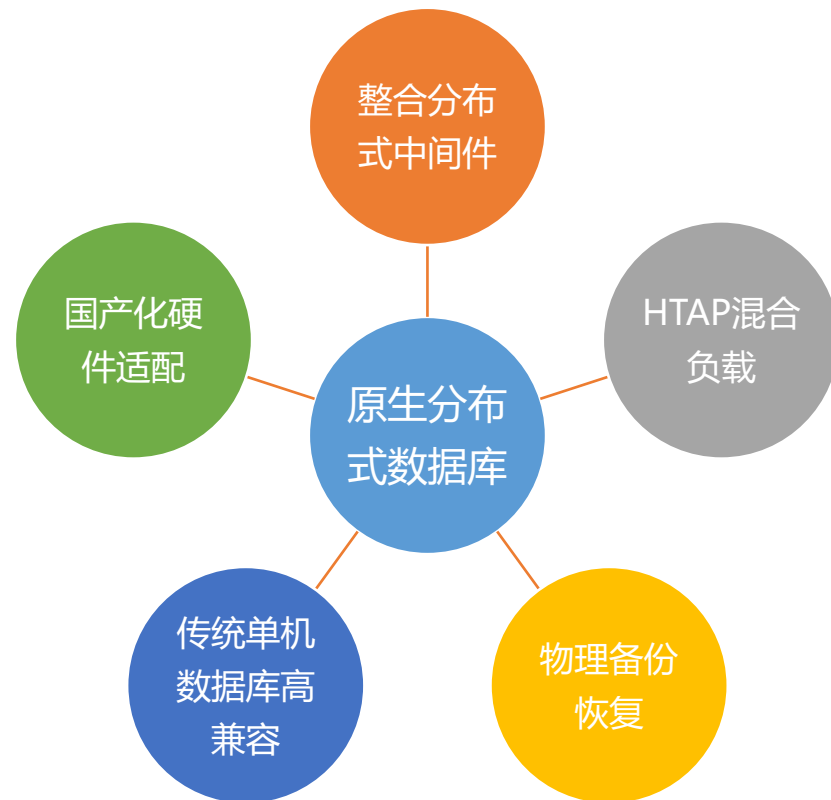 整合分布
式中间件
国产化硬
件适配
HTAP混合
负载
原生分布
式数据库
传统单机
数据库高
兼容
物理备份
恢复